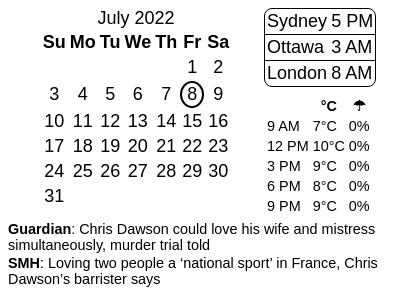 July 2022
Su Mo Tu We Th Fr Sa
1 2
3 4 5 6 7 8 9
10 11 12 13 14 15 16
17 18 19 20 21 22 23
24 25 26 27 28 29 30
31
Sydney 5 PM
Ottawa 3 AM
London 8 AM
°C ☂
9 AM 7°C 0%
12 PM 10°C 0%
3 PM 9°C 0%
6 PM 8°C 0%
9 PM 9°C 0%
Guardian: Chris Dawson could love his wife and mistress
simultaneously, murder trial told
SMH: Loving two people a ‘national sport’ in France, Chris
Dawson’s barrister says